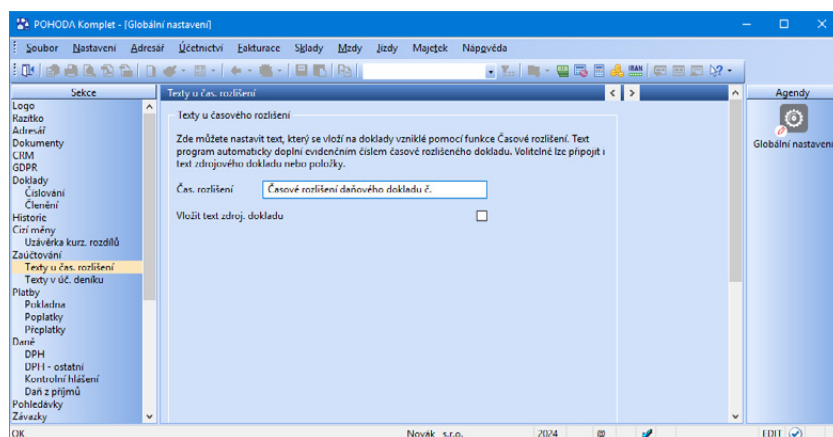 POHODA Komplet - [Globální nastavení]
Soubor Nastavení Adresář Účetnictví Fakturace Sklady Mzdy Jízdy Majetek Nápověda
IBAN
Sekce
Texty u čas. rozlišení
Agendy
Logo
Razítko
Adresář
Dokumenty
CRM
GDPR
Doklady
Číslování
Členění
Historie
Cizí měny
Uzávěrka kurz. rozdílů
Zaúčtování
Texty u čas. rozlišení
Texty v úč. deníku
Platby
Pokladna
Poplatky
Přeplatky
Daně
DPH
DPH - ostatní
Kontrolní hlášení
Daň z příjmů
Pohledávky
Závazky
Texty u časového rozlišení
Zde můžete nastavit text, který se vloží na doklady vzniklé pomocí funkce Časové rozlišení. Text
program automaticky doplní evidenčním číslem časově rozlišeného dokladu. Volitelně lze připojit i
text zdrojového dokladu nebo položky.
Čas. rozlišení
Časové rozlišení daňového dokladu č.
Vložit text zdroj. dokladu
Globální nastavení
OK
Novák s.r.o.
2024
@
EDIT